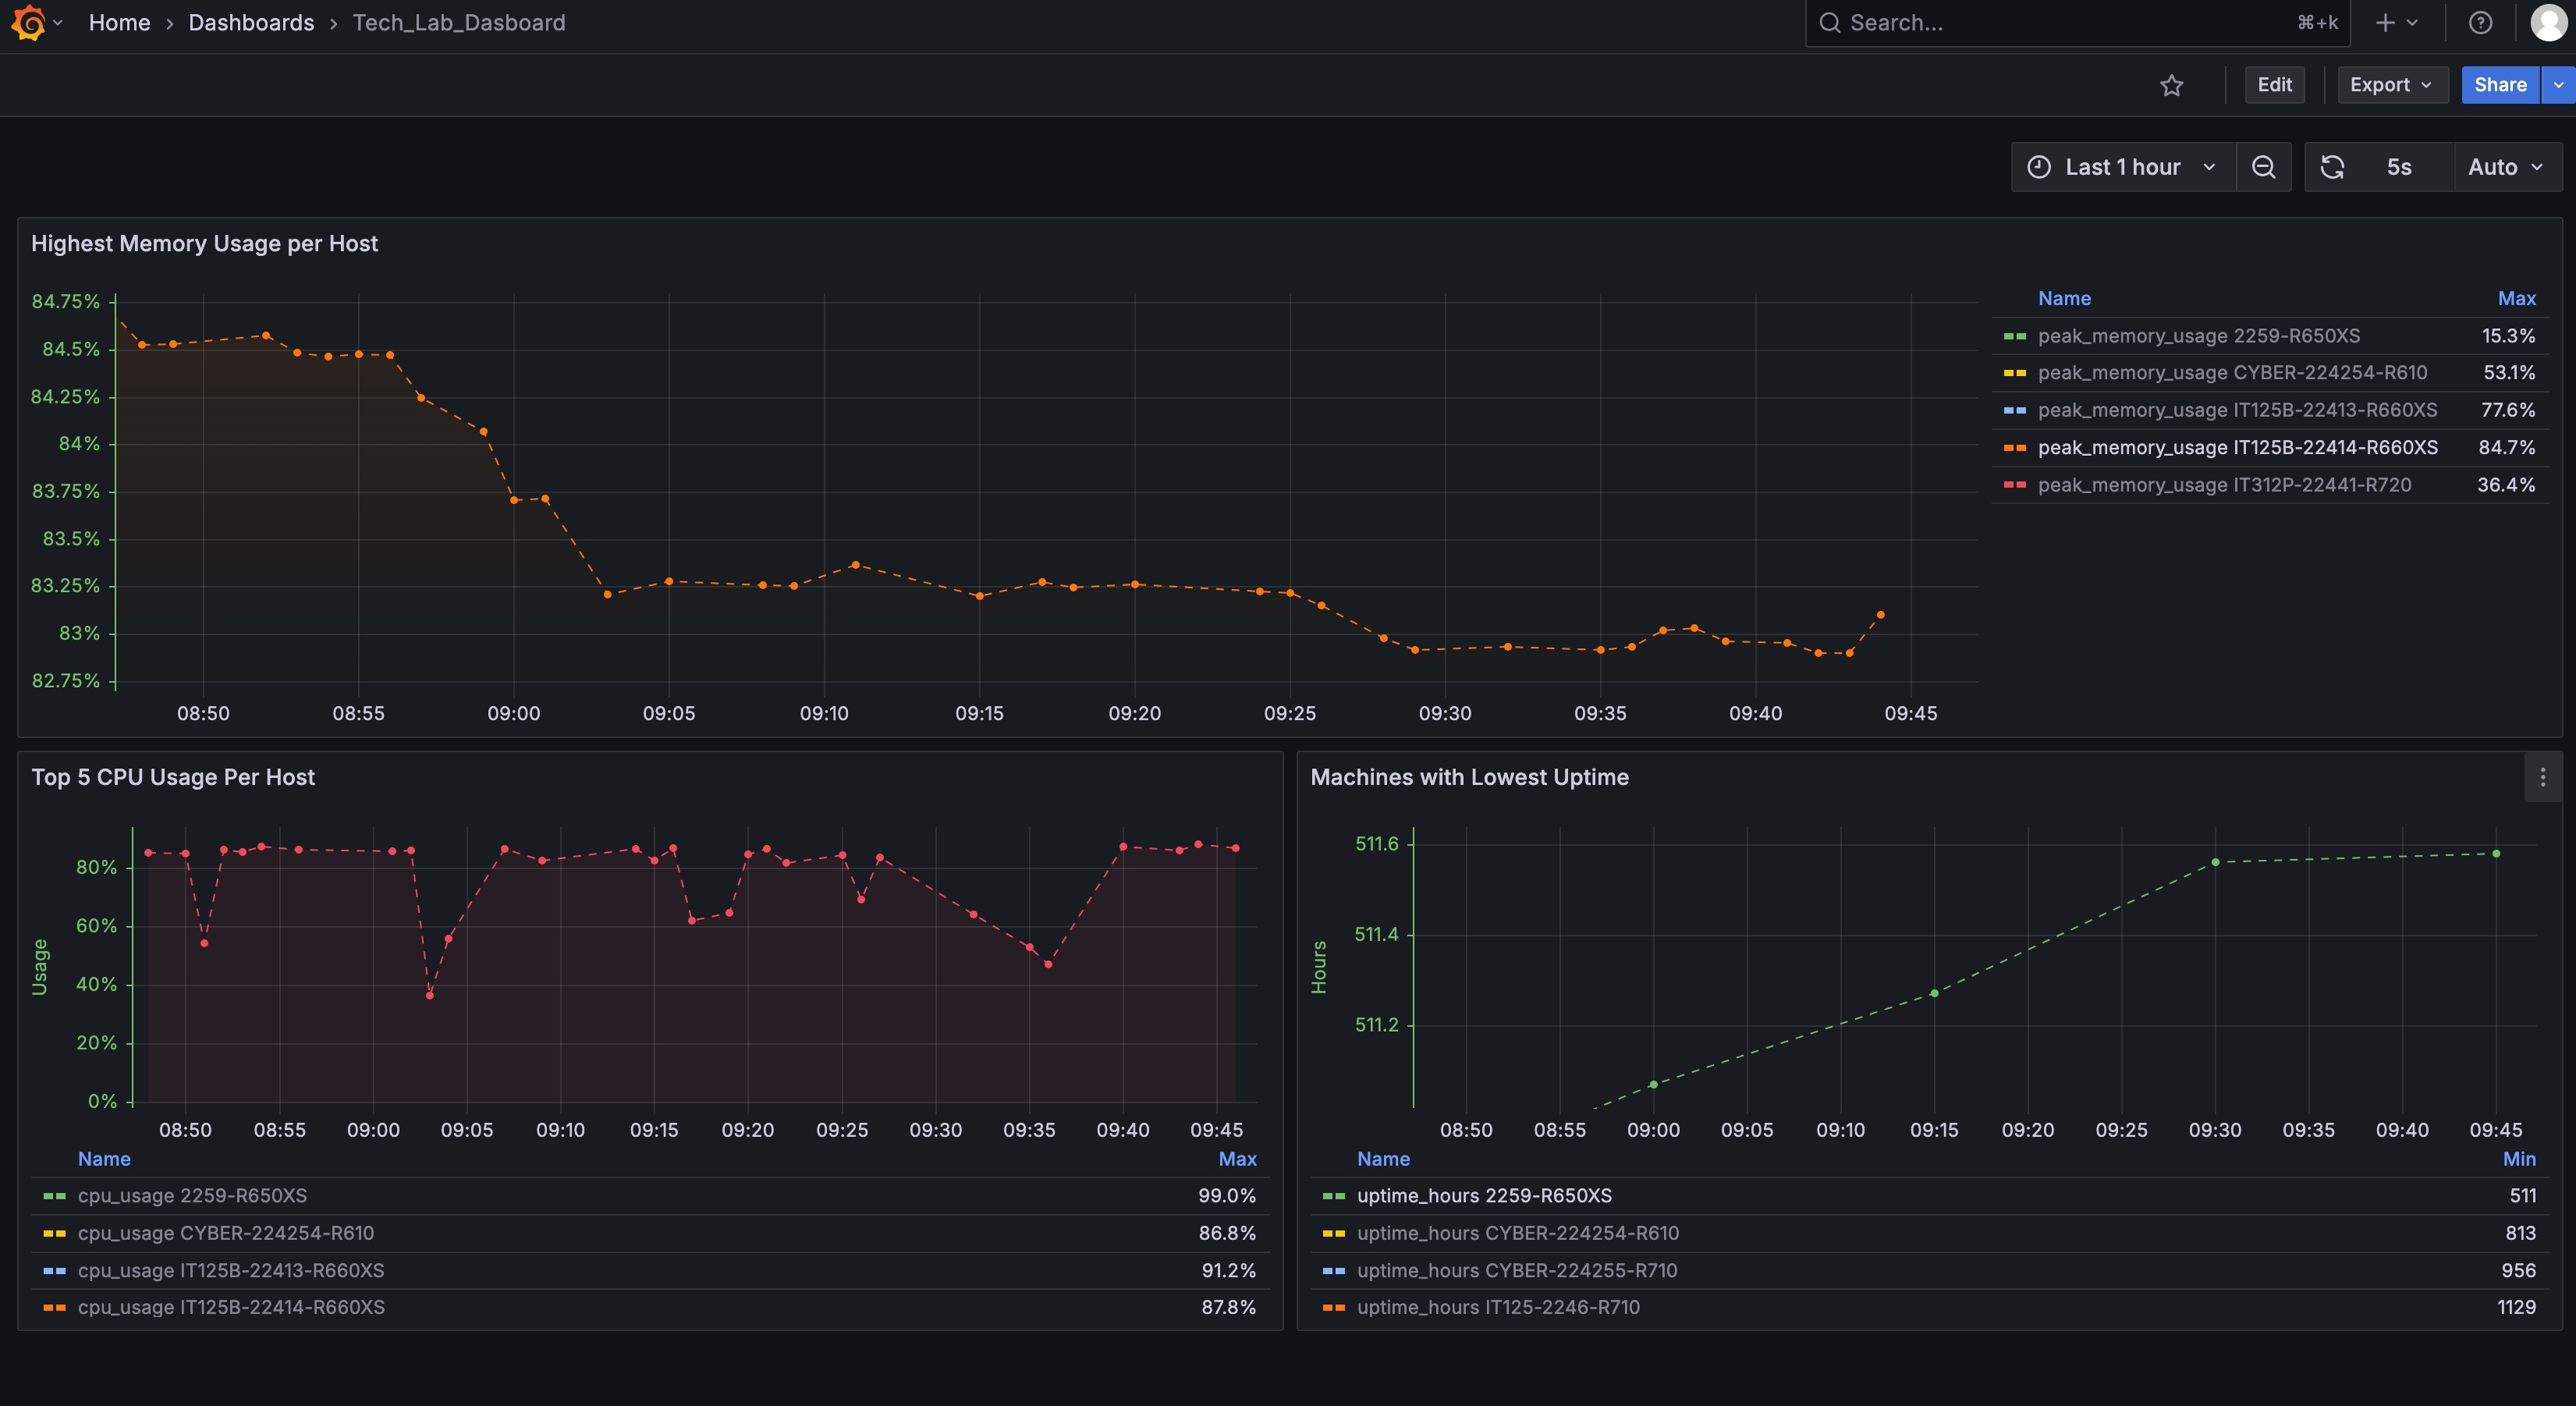 Home › Dashboards › Tech_Lab_Dasboard
Search... ⌘+k
Edit Export Share
Last 1 hour 5s Auto
Highest Memory Usage per Host
84.75%
84.5%
84.25%
84%
83.75%
83.5%
83.25%
83%
82.75%
08:50 08:55 09:00 09:05 09:10 09:15 09:20 09:25 09:30 09:35 09:40 09:45
Name Max
peak_memory_usage 2259-R650XS 15.3%
peak_memory_usage CYBER-224254-R610 53.1%
peak_memory_usage IT125B-22413-R660XS 77.6%
peak_memory_usage IT125B-22414-R660XS 84.7%
peak_memory_usage IT312P-22441-R720 36.4%
Top 5 CPU Usage Per Host
Usage
80%
60%
40%
20%
0%
08:50 08:55 09:00 09:05 09:10 09:15 09:20 09:25 09:30 09:35 09:40 09:45
Name Max
cpu_usage 2259-R650XS 99.0%
cpu_usage CYBER-224254-R610 86.8%
cpu_usage IT125B-22413-R660XS 91.2%
cpu_usage IT125B-22414-R660XS 87.8%
Machines with Lowest Uptime
Hours
511.6
511.4
511.2
08:50 08:55 09:00 09:05 09:10 09:15 09:20 09:25 09:30 09:35 09:40 09:45
Name Min
uptime_hours 2259-R650XS 511
uptime_hours CYBER-224254-R610 813
uptime_hours CYBER-224255-R710 956
uptime_hours IT125-2246-R710 1129